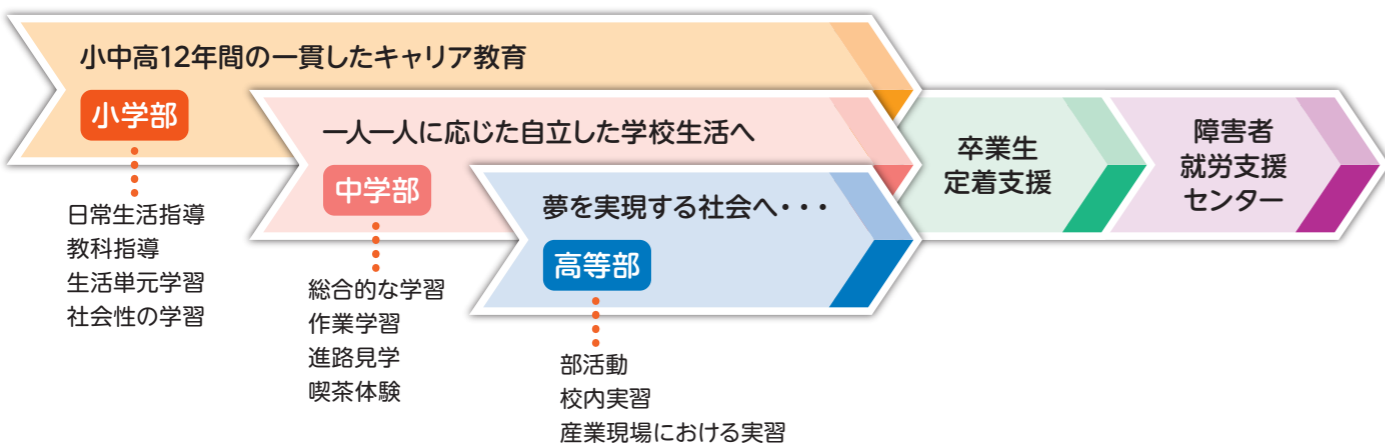 小中高12年間の一貫したキャリア教育
小学部
日常生活指導
教科指導
生活単元学習
社会性の学習
一人一人に応じた自立した学校生活へ
中学部
総合的な学習
作業学習
進路見学
喫茶体験
夢を実現する社会へ・・・
高等部
部活動
校内実習
産業現場における実習
卒業生
定着支援
障害者
就労支援
センター